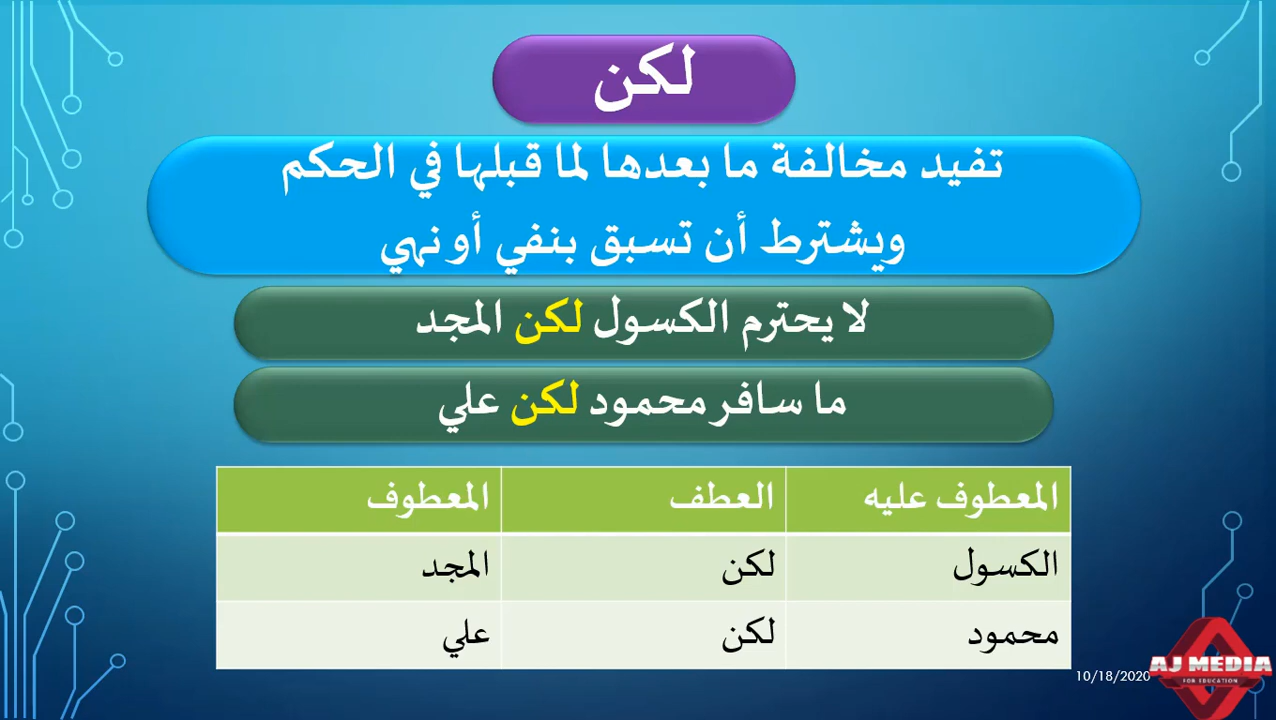 لكن
تفيد مخالفة ما بعدها لما قبلها في الحكم
ويشترط أن تسبق بنفي أو نهي
لا يحترم الكسول لكن المجد
ما سافر محمود لكن علي
المعطوف عليه العطف المعطوف
الكسول لكن المجد
محمود لكن علي
10/18/2020
AJ MEDIA
FOR EDUCATION